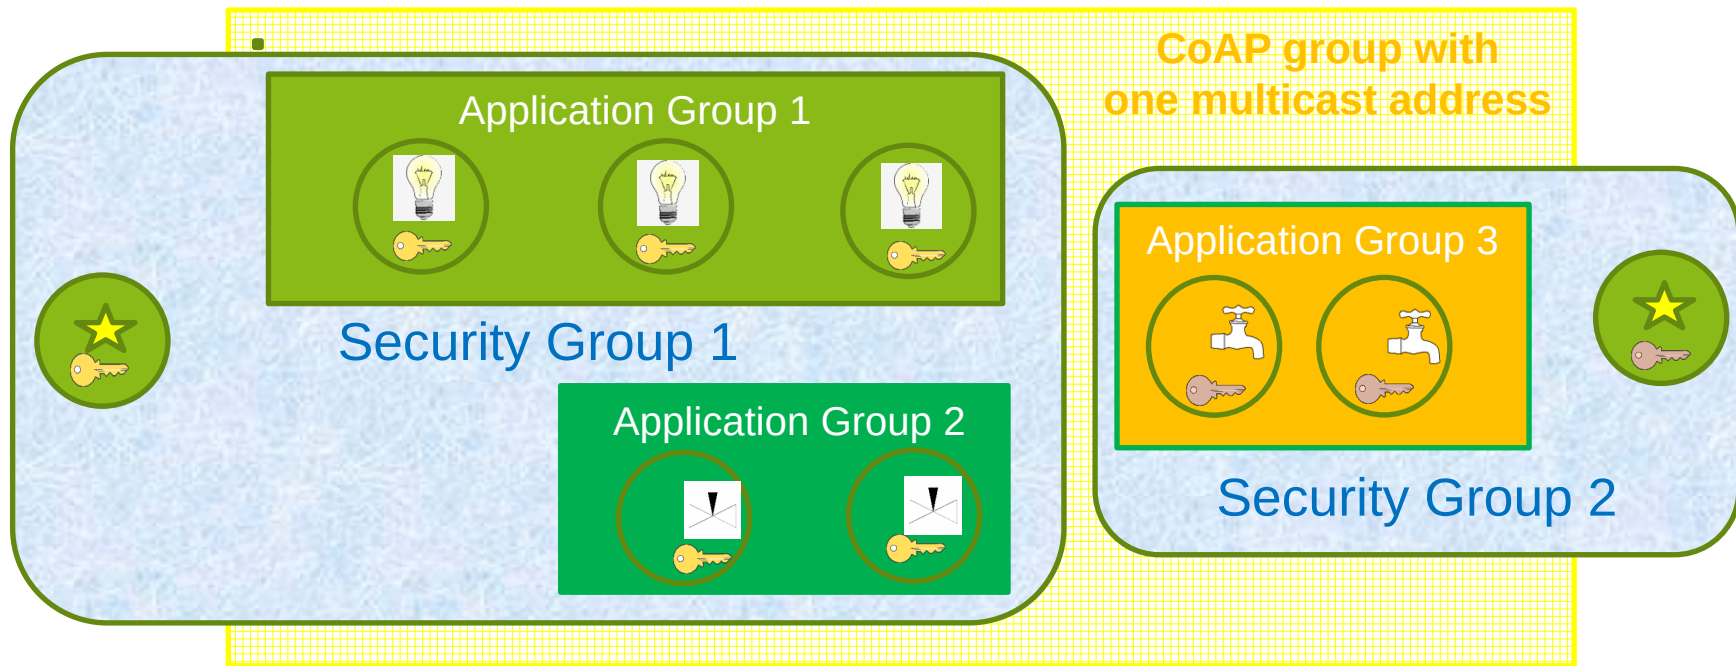 CoAP group with
one multicast address
Application Group 1
Application Group 3
Security Group 1
Application Group 2
Security Group 2